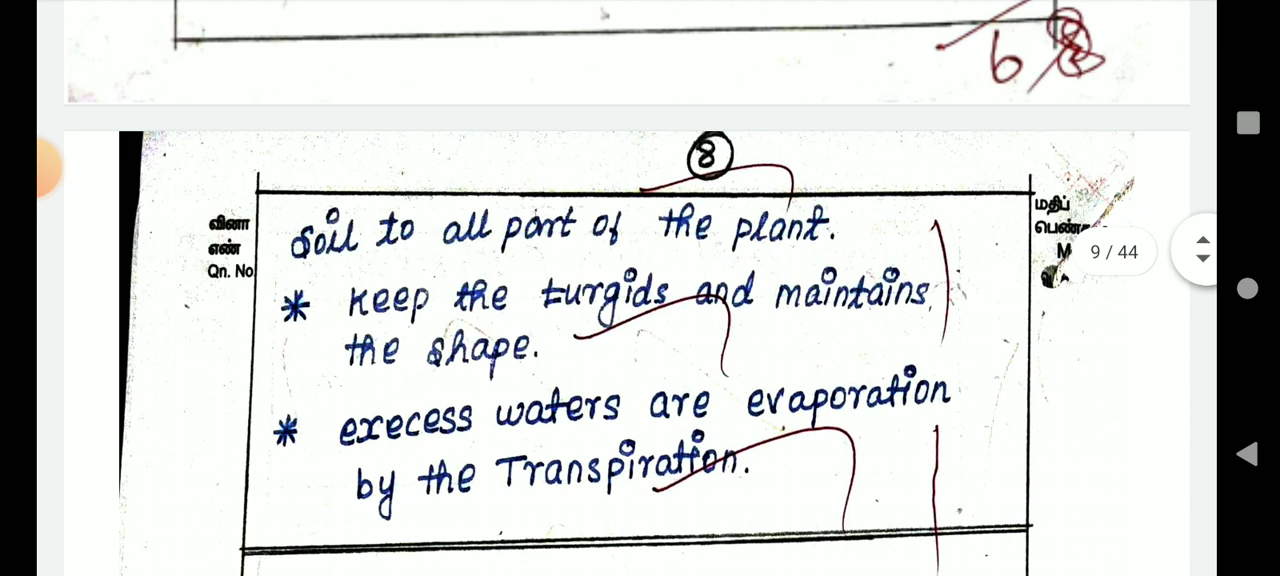 6
8
வினா
எண்
Qn. No
மதிப்
பெண்
M
9 / 44
soil to all part of the plant.
* keep the turgids and maintains
the shape.
* execess waters are evaporation
by the Transpiration.